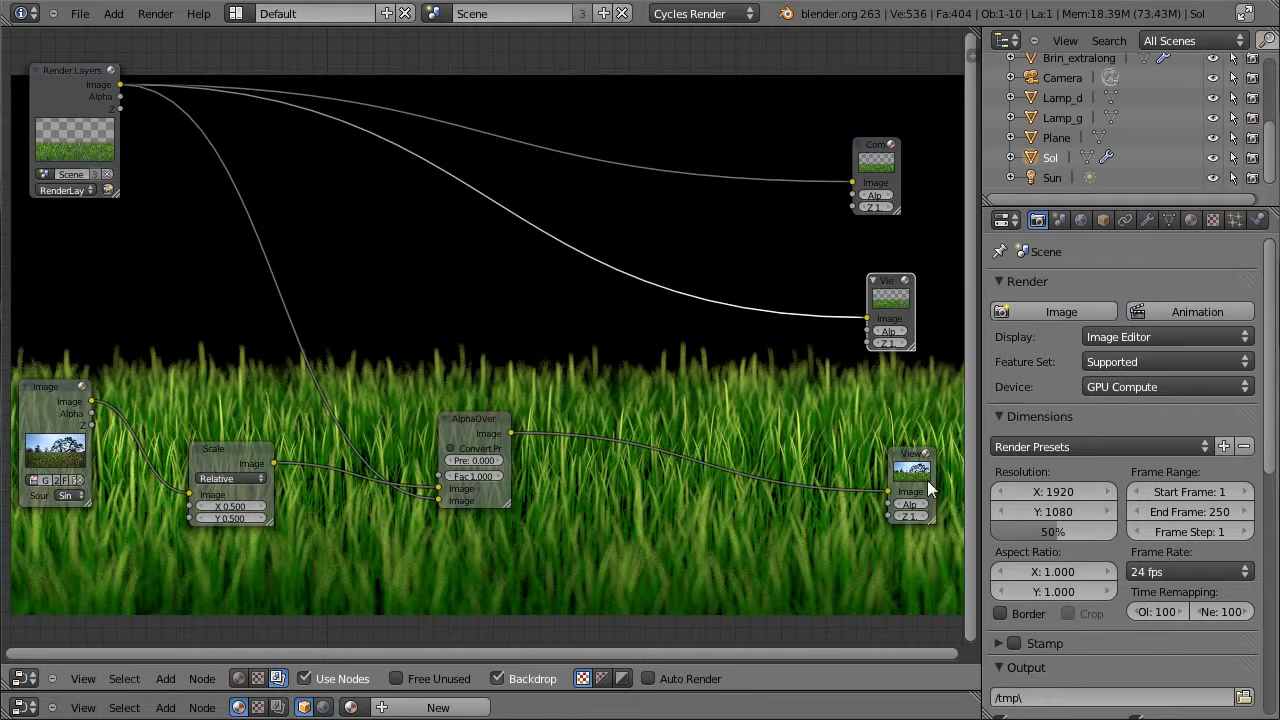 File Add Render Help Default Scene 3 Cycles Render blender.org 263 | Ve:536 | Fa:404 | Ob:1-10 | La:1 | Mem:18.39M (73.43M) | Sol
View Search All Scenes
Brin_extralong
Camera
Lamp_d
Lamp_g
Plane
Sol
Sun
Render Layers
Image
Alpha
Z
Scene 3
RenderLay
Com
Image
Alp
Z 1.
Vie
Image
Alp
Z 1.
Image
Image
Alpha
Z
G 2 F
Sour Sin
Scale
Image
Relative
Image
X 0.500
Y 0.500
AlphaOver
Image
Convert Pr
Pre: 0.000
Fac 1.000
Image
Image
View
Image
Alp
Z 1.
Scene
Render
Image Animation
Display: Image Editor
Feature Set: Supported
Device: GPU Compute
Dimensions
Render Presets
Resolution: Frame Range:
X: 1920 Start Frame: 1
Y: 1080 End Frame: 250
50% Frame Step: 1
Aspect Ratio: Frame Rate:
X: 1.000 24 fps
Y: 1.000 Time Remapping:
Border Crop Ol: 100 Ne: 100
Stamp
Output
/tmp\
View Select Add Node Use Nodes Free Unused Backdrop Auto Render
View Select Add Node New